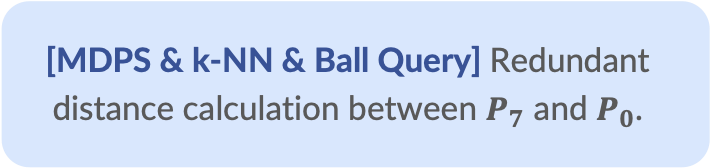 [MDPS & k-NN & Ball Query] Redundant
distance calculation between P₇ and P₀.